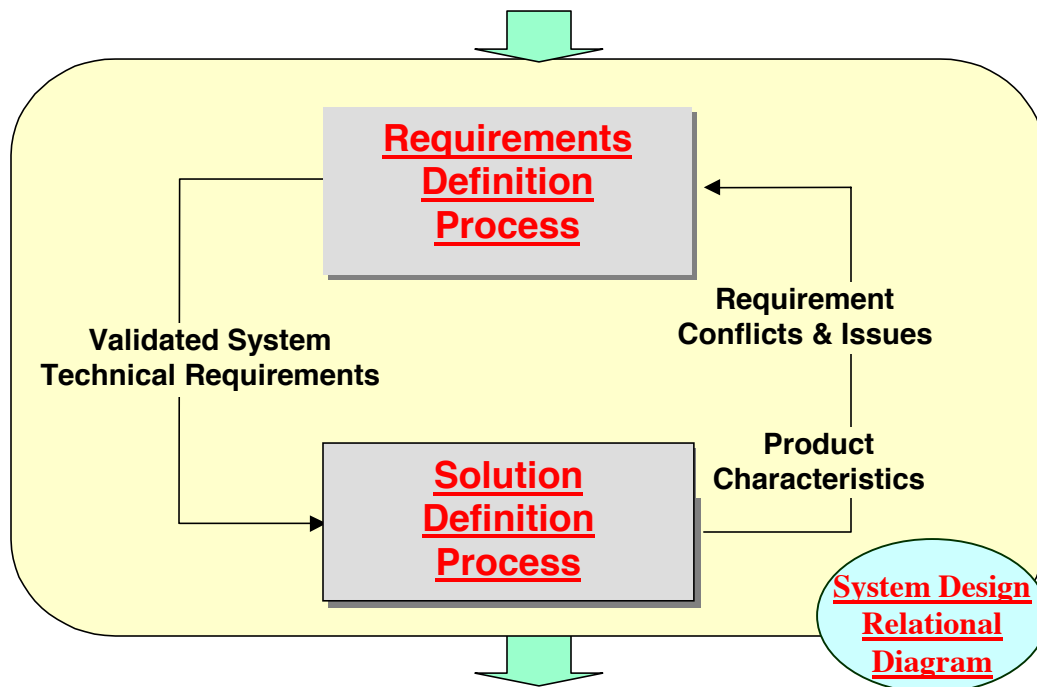 Requirements
Definition
Process
Validated System
Technical Requirements
Requirement
Conflicts & Issues
Product
Characteristics
Solution
Definition
Process
System Design
Relational
Diagram